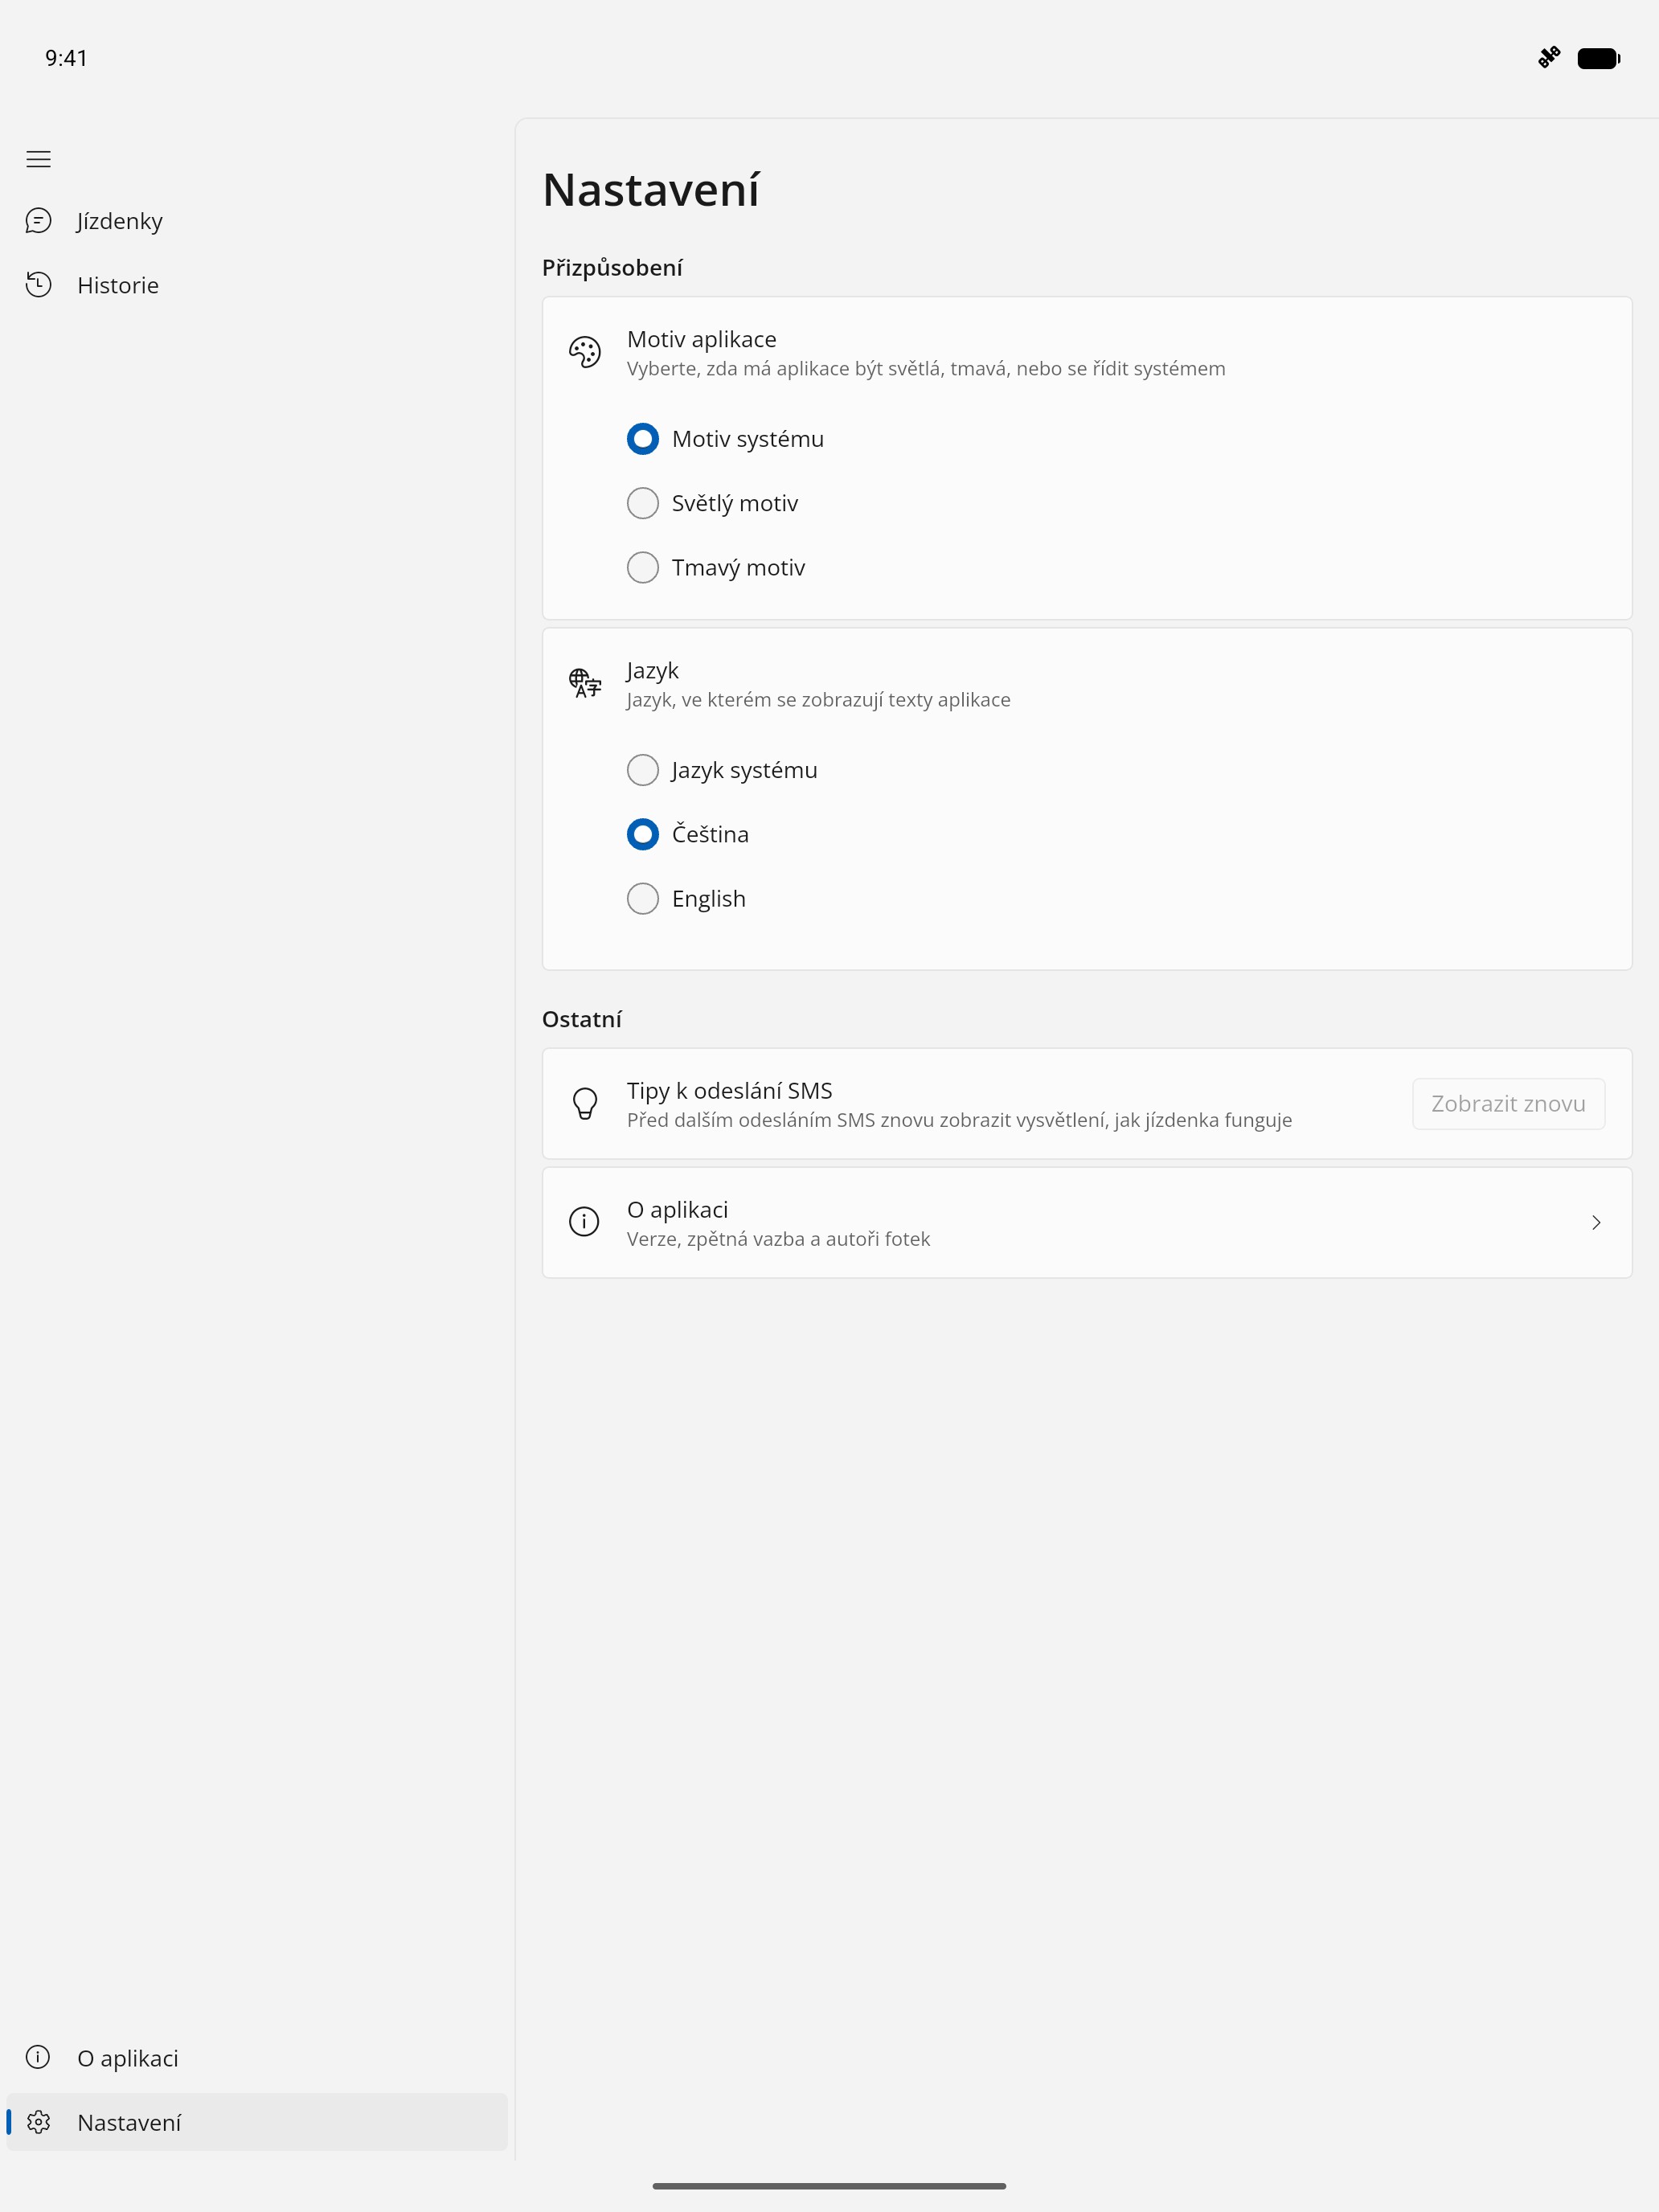 9:41
Jízdenky
Historie
Nastavení
Přizpůsobení
Motiv aplikace
Vyberte, zda má aplikace být světlá, tmavá, nebo se řídit systémem
Motiv systému
Světlý motiv
Tmavý motiv
Jazyk
Jazyk, ve kterém se zobrazují texty aplikace
Jazyk systému
Čeština
English
Ostatní
Tipy k odeslání SMS
Před dalším odesláním SMS znovu zobrazit vysvětlení, jak jízdenka funguje
Zobrazit znovu
O aplikaci
Verze, zpětná vazba a autoři fotek
O aplikaci
Nastavení